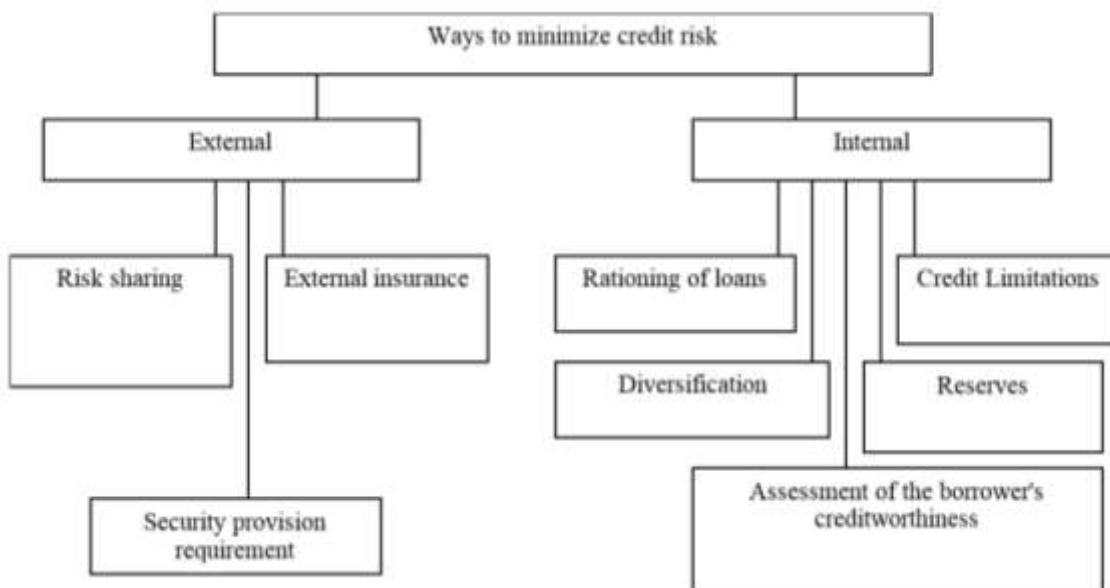 Ways to minimize credit risk
External
Internal
Risk sharing
External insurance
Rationing of loans
Credit Limitations
Diversification
Reserves
Security provision
requirement
Assessment of the borrower's
creditworthiness